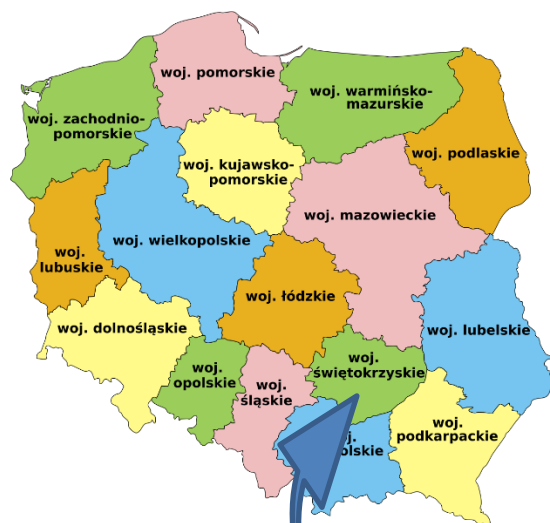 woj. pomorskie
woj. warmińsko-
mazurskie
woj. zachodnio-
pomorskie
woj. podlaskie
woj. kujawsko-
pomorskie
woj. mazowieckie
woj. wielkopolskie
woj.
lubuskie
woj. łódzkie
woj. dolnośląskie
woj. lubelskie
woj.
opolskie
woj.
śląskie
woj.
świętokrzyskie
woj.
podkarpackie